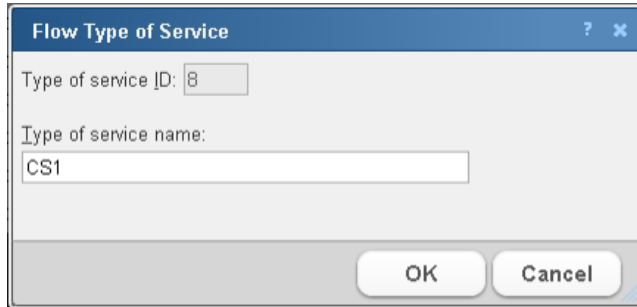 Flow Type of Service ?
Type of service ID: 8
Type of service name:
CS1
OK Cancel